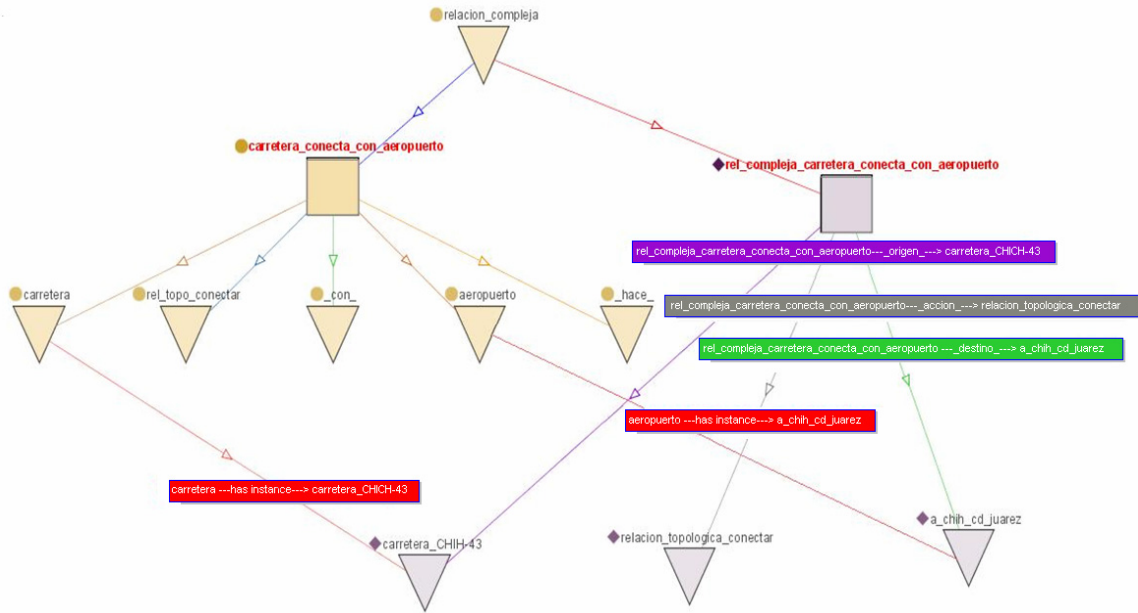 relacion_compleja
carretera_conecta_con_aeropuerto
rel_compleja_carretera_conecta_con_aeropuerto
rel_compleja_carretera_conecta_con_aeropuerto---_origen_---> carretera_CHICH-43
carretera
rel_topo_conectar
_con_
aeropuerto
_hace_
rel_compleja_carretera_conecta_con_aeropuerto---_accion_---> relacion_topologica_conectar
rel_compleja_carretera_conecta_con_aeropuerto ---_destino_---> a_chih_cd_juarez
aeropuerto ---has instance---> a_chih_cd_juarez
carretera ---has instance---> carretera_CHICH-43
carretera_CHIH-43
relacion_topologica_conectar
a_chih_cd_juarez